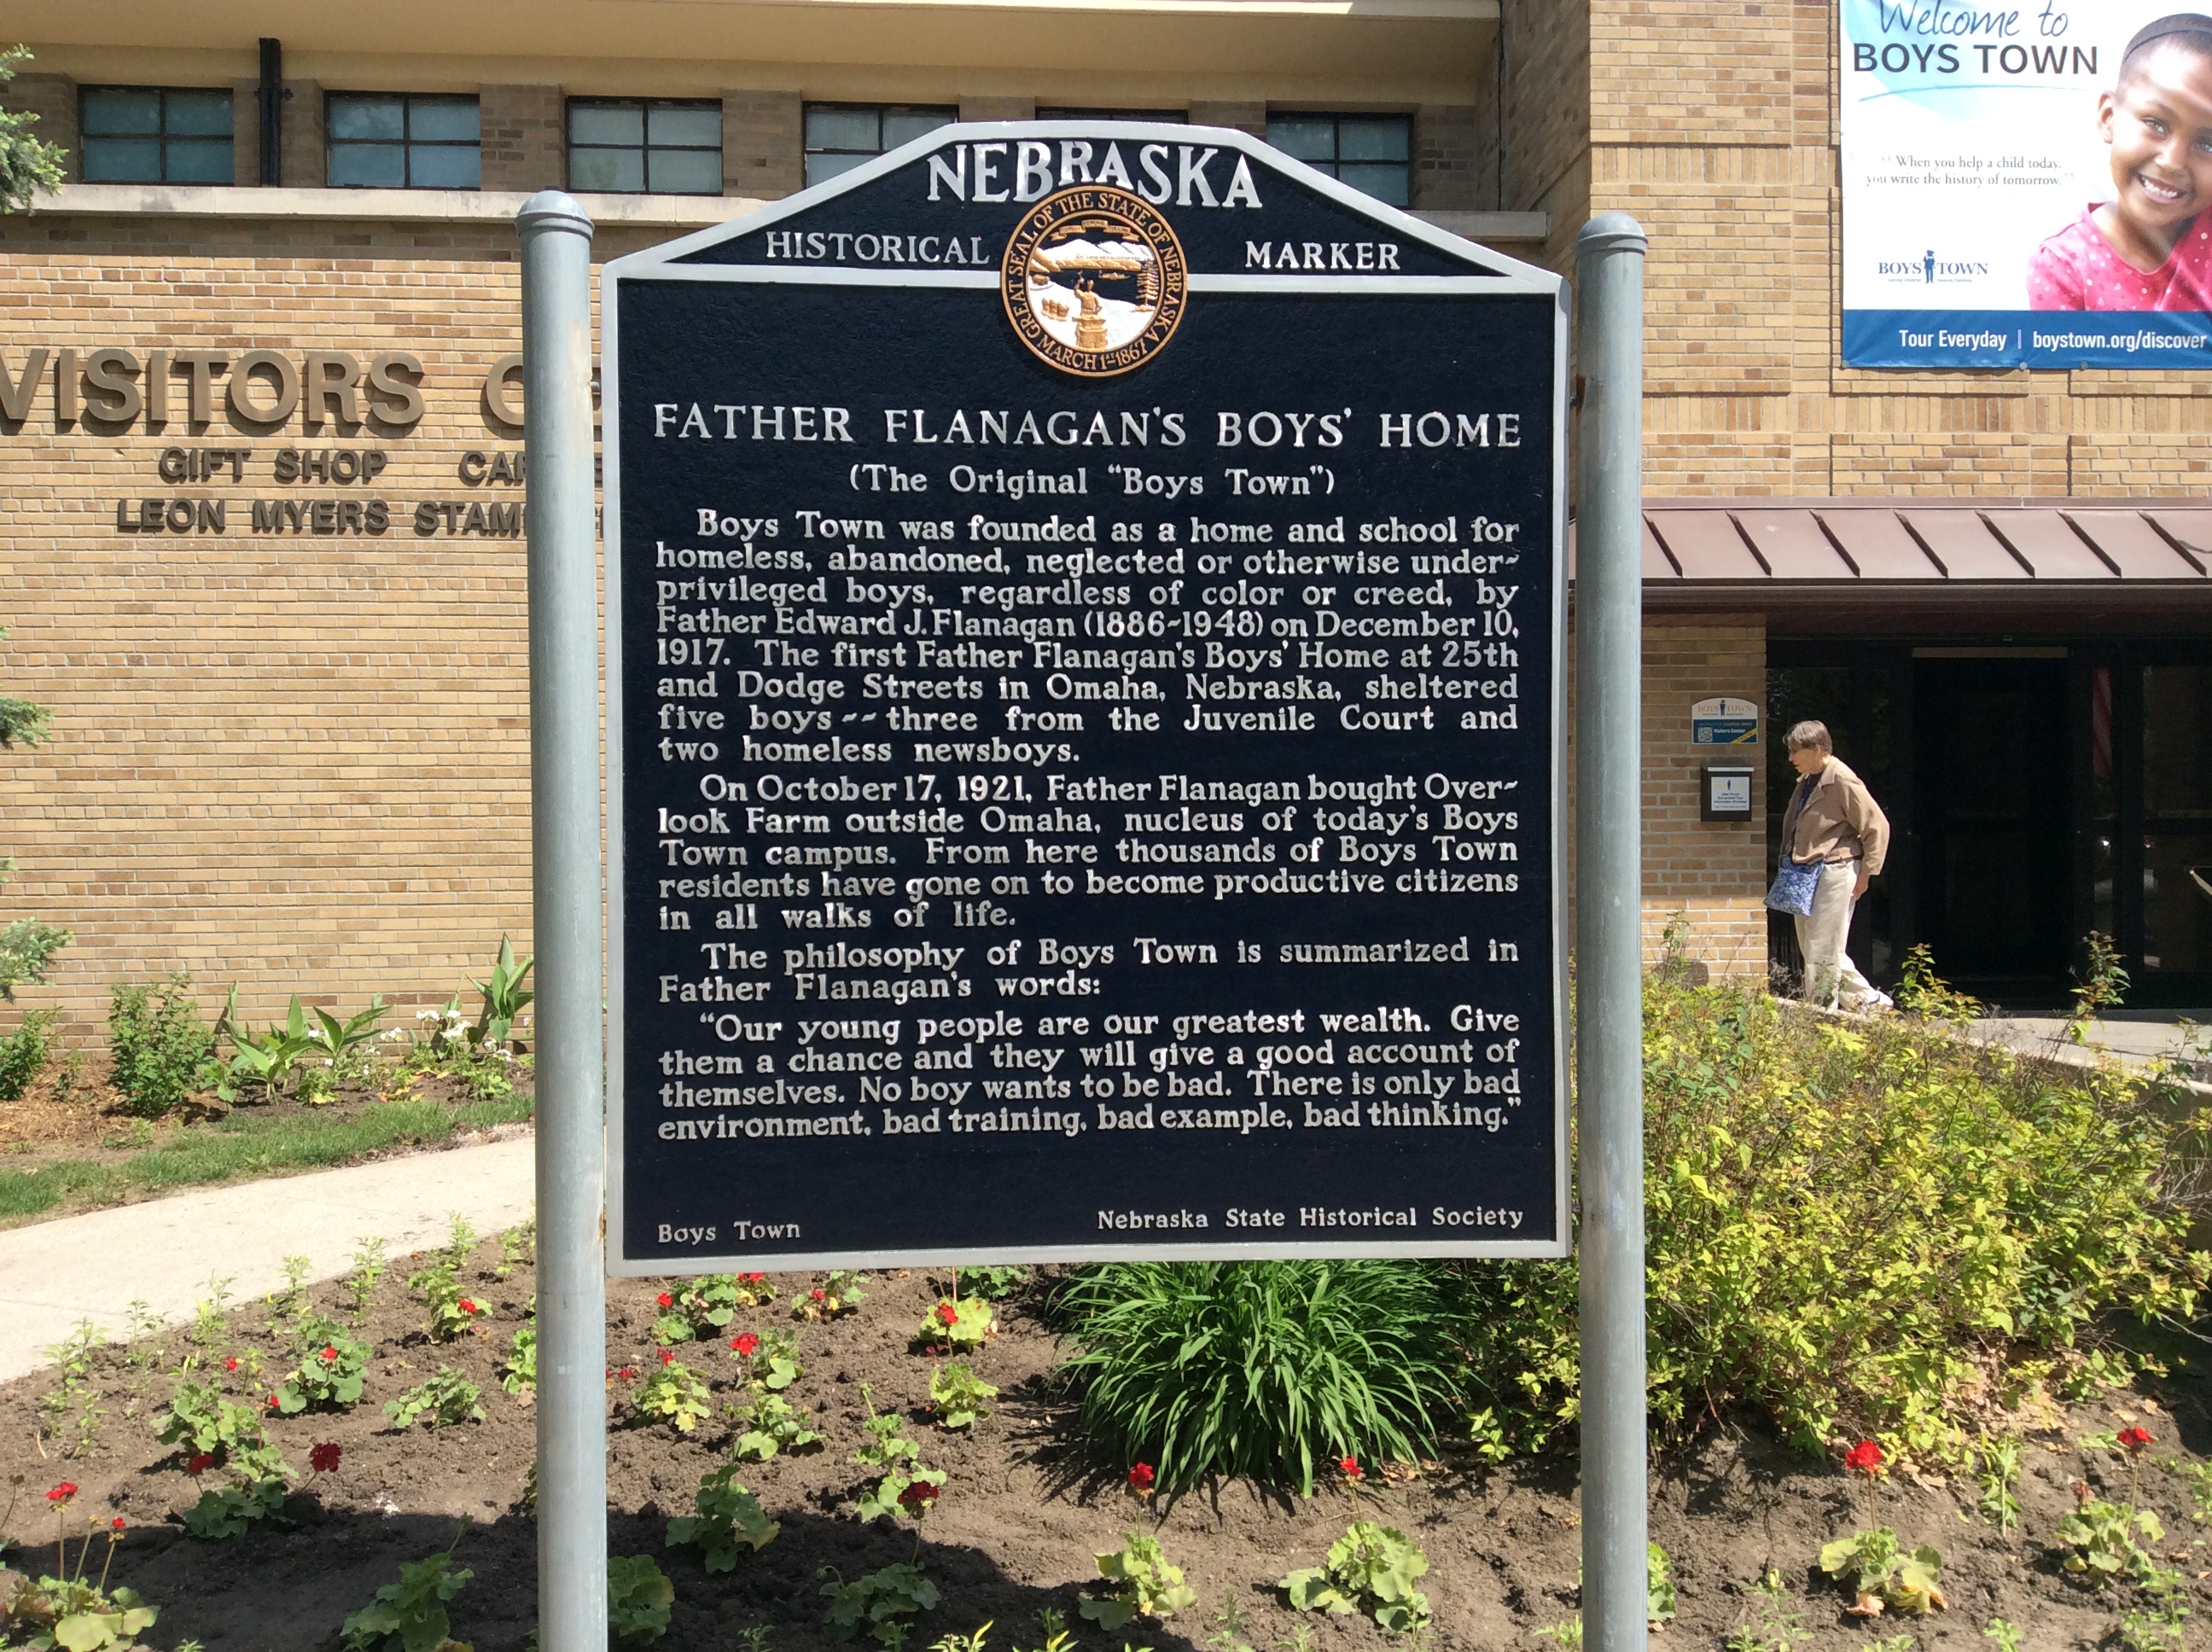 Welcome to
BOYS TOWN
“When you help a child today,
you write the history of tomorrow.”
BOYS TOWN
Tour Everyday | boystown.org/discover
VISITORS
GIFT SHOP
LEON MYERS
NEBRASKA
HISTORICAL MARKER
GREAT SEAL OF THE STATE OF NEBRASKA
MARCH 1ST 1867
FATHER FLANAGAN'S BOYS' HOME
(The Original “Boys Town”)
Boys Town was founded as a home and school for
homeless, abandoned, neglected or otherwise under-
privileged boys, regardless of color or creed, by
Father Edward J. Flanagan (1886-1948) on December 10,
1917. The first Father Flanagan's Boys' Home at 25th
and Dodge Streets in Omaha, Nebraska, sheltered
five boys -- three from the Juvenile Court and
two homeless newsboys.
On October 17, 1921, Father Flanagan bought Over-
look Farm outside Omaha, nucleus of today's Boys
Town campus. From here thousands of Boys Town
residents have gone on to become productive citizens
in all walks of life.
The philosophy of Boys Town is summarized in
Father Flanagan's words:
“Our young people are our greatest wealth. Give
them a chance and they will give a good account of
themselves. No boy wants to be bad. There is only bad
environment, bad training, bad example, bad thinking.”
Boys Town Nebraska State Historical Society
BOYS TOWN
Visitors Center